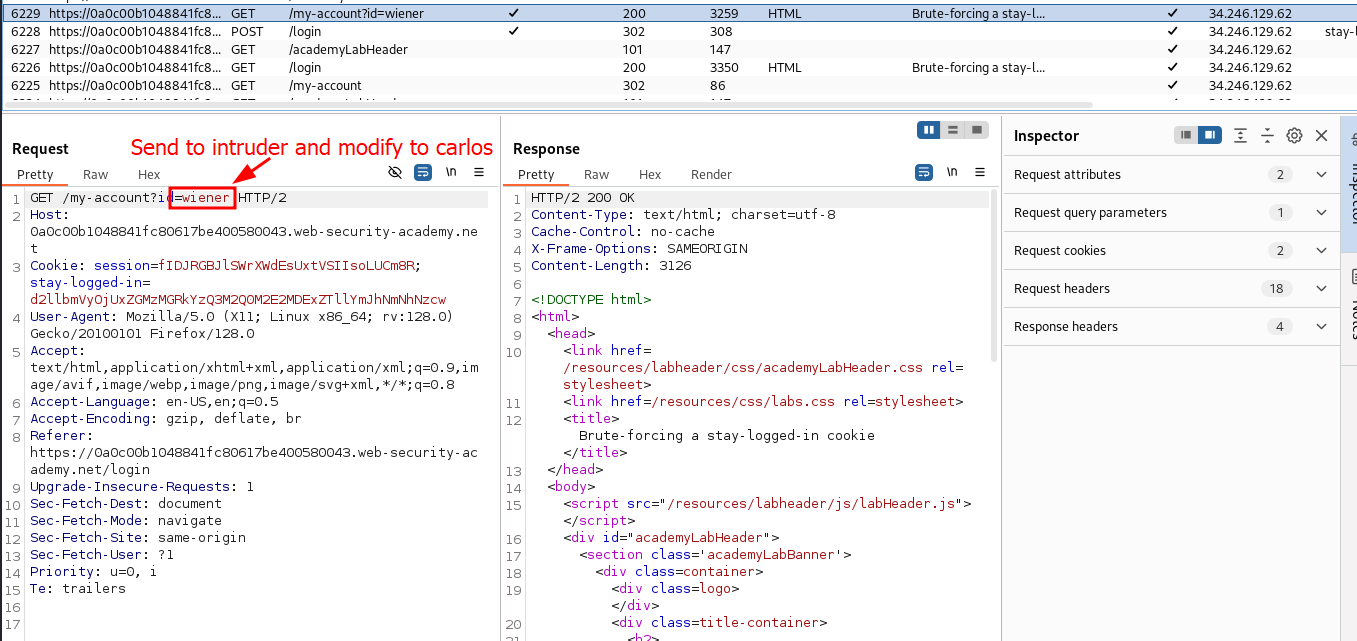 6229 https://0a0c00b1048841fc8... GET /my-account?id=wiener ✓ 200 3259 HTML Brute-forcing a stay-l... ✓ 34.246.129.62
6228 https://0a0c00b1048841fc8... POST /login ✓ 302 308 ✓ 34.246.129.62 stay-l
6227 https://0a0c00b1048841fc8... GET /academyLabHeader 101 147 ✓ 34.246.129.62
6226 https://0a0c00b1048841fc8... GET /login 200 3350 HTML Brute-forcing a stay-l... ✓ 34.246.129.62
6225 https://0a0c00b1048841fc8... GET /my-account 302 86 ✓ 34.246.129.62
Request
Send to intruder and modify to carlos
Pretty Raw Hex
\n
1 GET /my-account?id=wiener HTTP/2
2 Host:
0a0c00b1048841fc80617be400580043.web-security-academy.ne
t
3 Cookie: session=fIDJRGBJlSWrXWdEsUxtVSIIsoLUCm8R;
stay-logged-in=
d2llbmVyOjUxZGMzMGRkYzQ3M2Q0M2E2MDExZTllYmJhNmNhNzcw
4 User-Agent: Mozilla/5.0 (X11; Linux x86_64; rv:128.0)
Gecko/20100101 Firefox/128.0
5 Accept:
text/html,application/xhtml+xml,application/xml;q=0.9,im
age/avif,image/webp,image/png,image/svg+xml,*/*;q=0.8
6 Accept-Language: en-US,en;q=0.5
7 Accept-Encoding: gzip, deflate, br
8 Referer:
https://0a0c00b1048841fc80617be400580043.web-security-ac
ademy.net/login
9 Upgrade-Insecure-Requests: 1
10 Sec-Fetch-Dest: document
11 Sec-Fetch-Mode: navigate
12 Sec-Fetch-Site: same-origin
13 Sec-Fetch-User: ?1
14 Priority: u=0, i
15 Te: trailers
16
17
Response
Pretty Raw Hex Render
\n
1 HTTP/2 200 OK
2 Content-Type: text/html; charset=utf-8
3 Cache-Control: no-cache
4 X-Frame-Options: SAMEORIGIN
5 Content-Length: 3126
6
7 <!DOCTYPE html>
8 <html>
9 <head>
10 <link href=
/resources/labheader/css/academyLabHeader.css rel=
stylesheet>
11 <link href=/resources/css/labs.css rel=stylesheet>
12 <title>
Brute-forcing a stay-logged-in cookie
</title>
13 </head>
14 <body>
15 <script src="/resources/labheader/js/labHeader.js">
</script>
16 <div id="academyLabHeader">
17 <section class='academyLabBanner'>
18 <div class=container>
19 <div class=logo>
</div>
20 <div class=title-container>
21 <h2>
Inspector
Request attributes 2
Request query parameters 1
Request cookies 2
Request headers 18
Response headers 4
Inspector
Notes